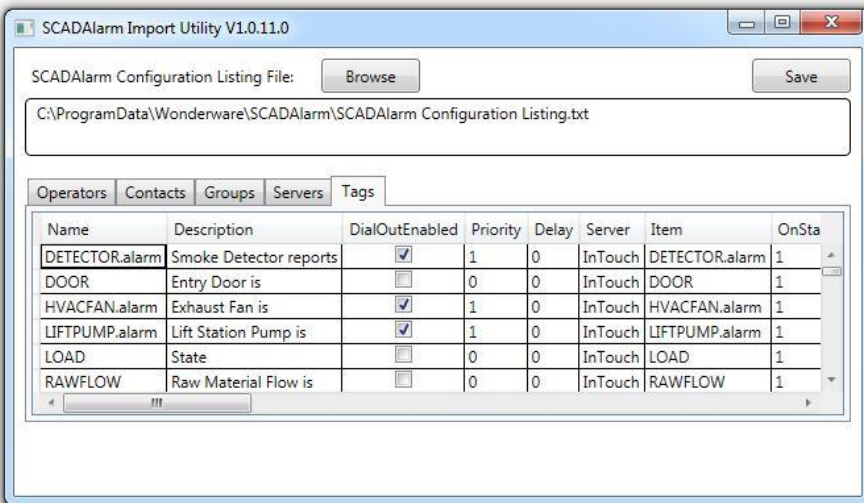 SCADAlarm Import Utility V1.0.11.0
SCADAlarm Configuration Listing File: Browse Save
C:\ProgramData\Wonderware\SCADAlarm\SCADAlarm Configuration Listing.txt
Operators Contacts Groups Servers Tags
Name Description DialOutEnabled Priority Delay Server Item OnSta
DETECTOR.alarm Smoke Detector reports 1 0 InTouch DETECTOR.alarm 1
DOOR Entry Door is 0 0 InTouch DOOR 1
HVACFAN.alarm Exhaust Fan is 1 0 InTouch HVACFAN.alarm 1
LIFTPUMP.alarm Lift Station Pump is 1 0 InTouch LIFTPUMP.alarm 1
LOAD State 0 0 InTouch LOAD 1
RAWFLOW Raw Material Flow is 0 0 InTouch RAWFLOW 1